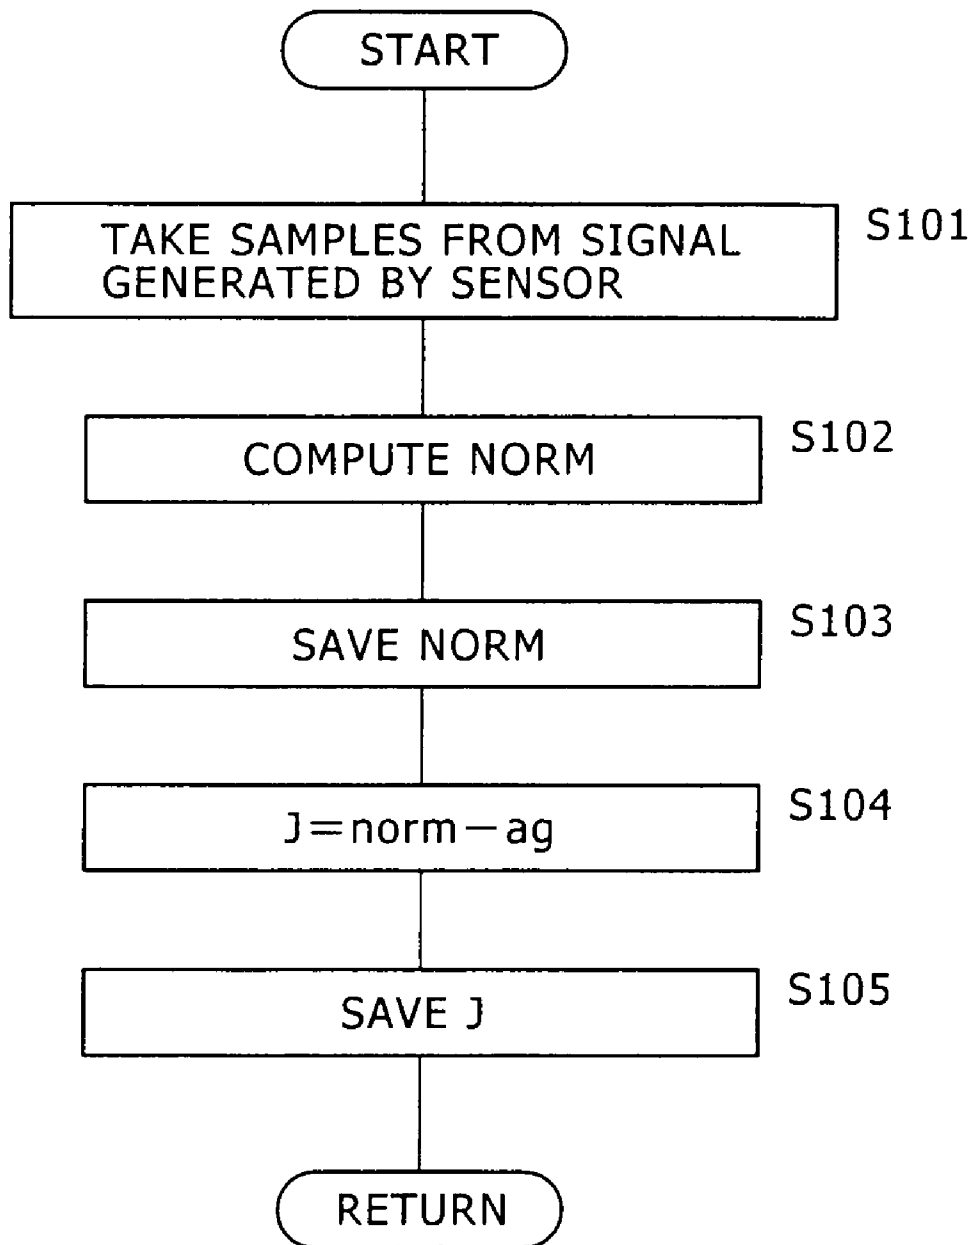 START
TAKE SAMPLES FROM SIGNAL
GENERATED BY SENSOR
S101
COMPUTE NORM
S102
SAVE NORM
S103
J=norm−ag
S104
SAVE J
S105
RETURN